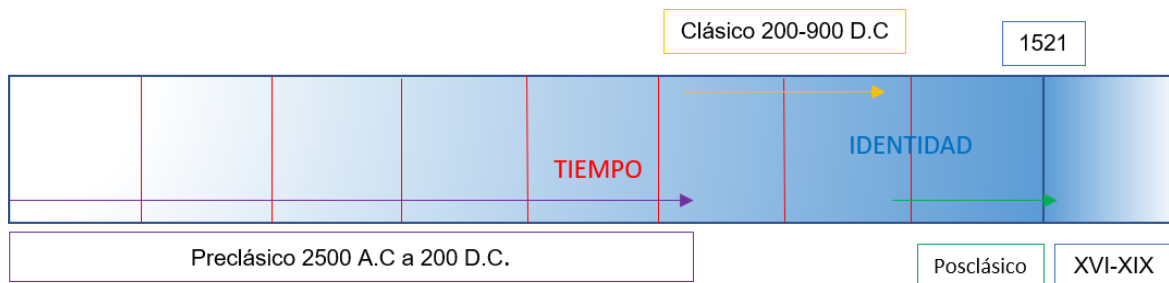 Clásico 200-900 D.C
1521
IDENTIDAD
TIEMPO
Preclásico 2500 A.C a 200 D.C.
Posclásico
XVI-XIX